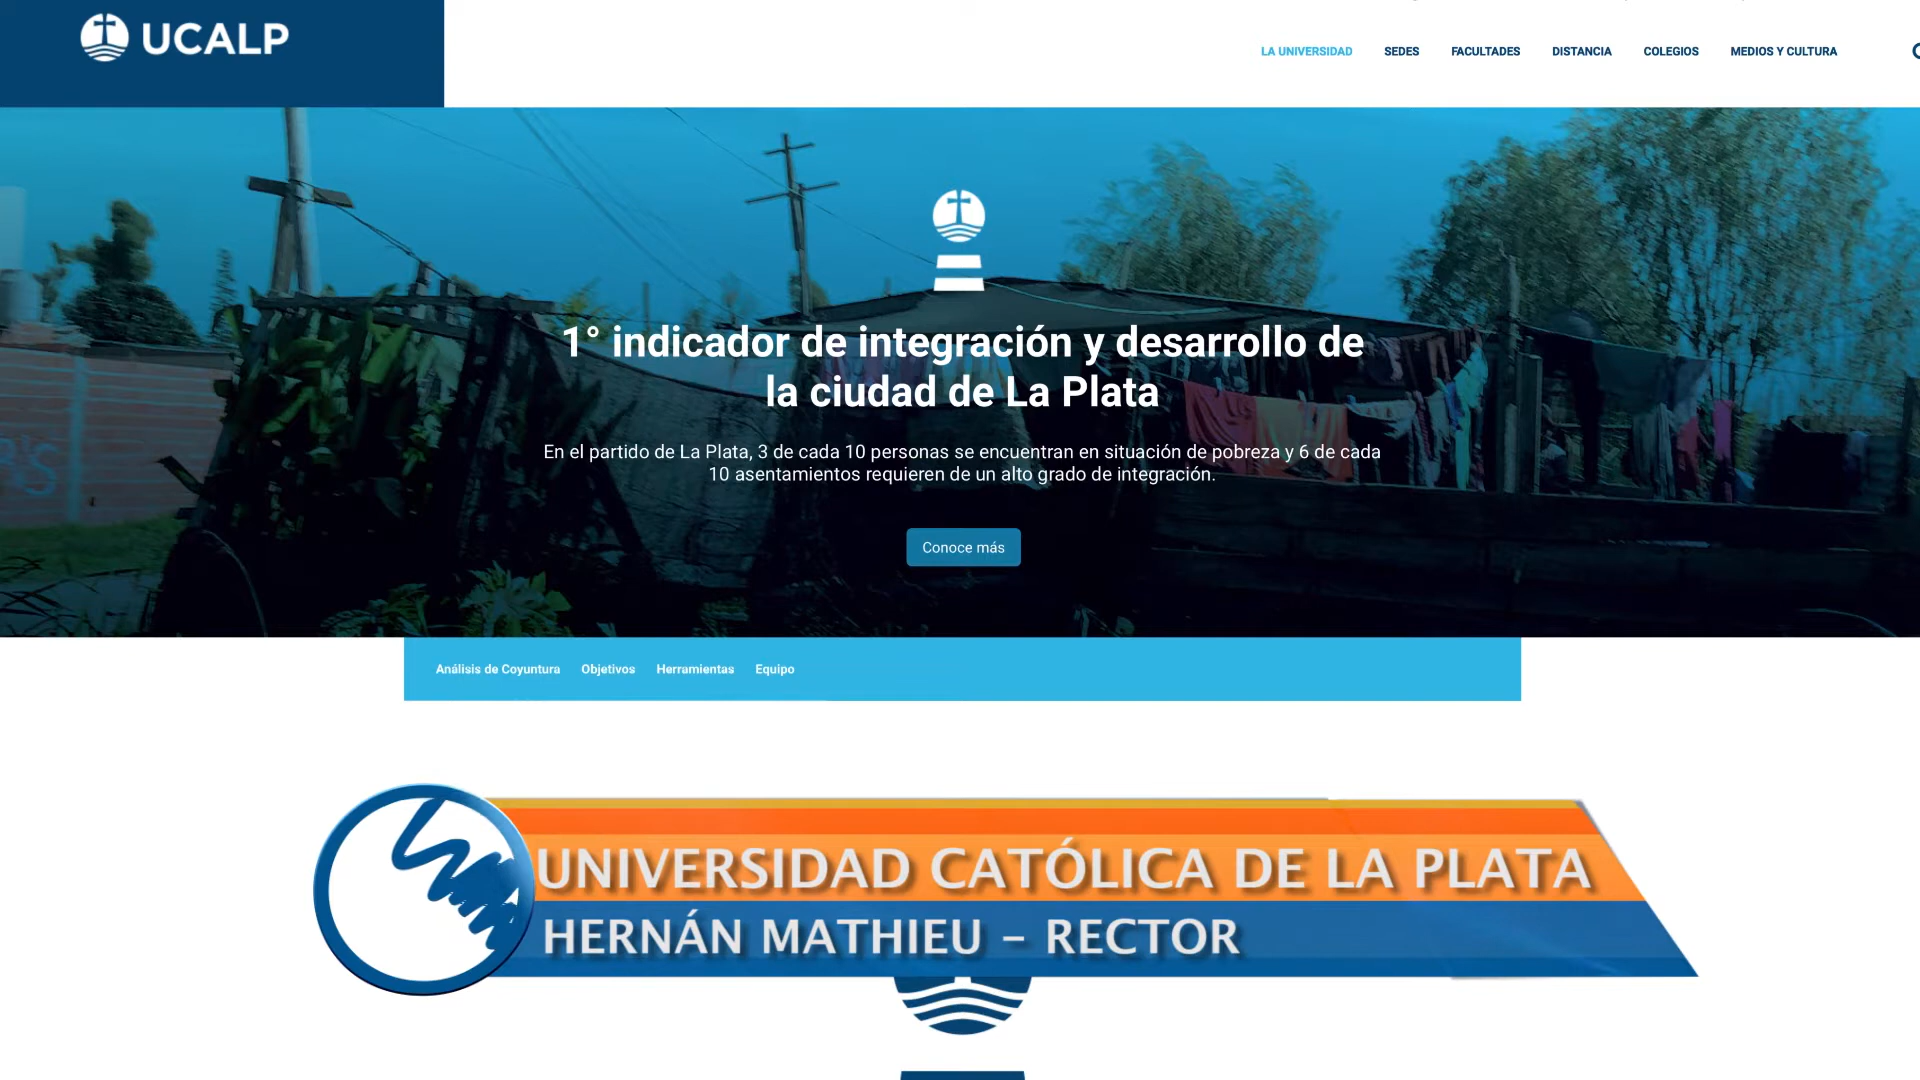 UCALP
LA UNIVERSIDAD SEDES FACULTADES DISTANCIA COLEGIOS MEDIOS Y CULTURA
1° indicador de integración y desarrollo de
la ciudad de La Plata
En el partido de La Plata, 3 de cada 10 personas se encuentran en situación de pobreza y 6 de cada
10 asentamientos requieren de un alto grado de integración.
Conoce más
Análisis de Coyuntura Objetivos Herramientas Equipo
UNIVERSIDAD CATÓLICA DE LA PLATA
HERNÁN MATHIEU – RECTOR